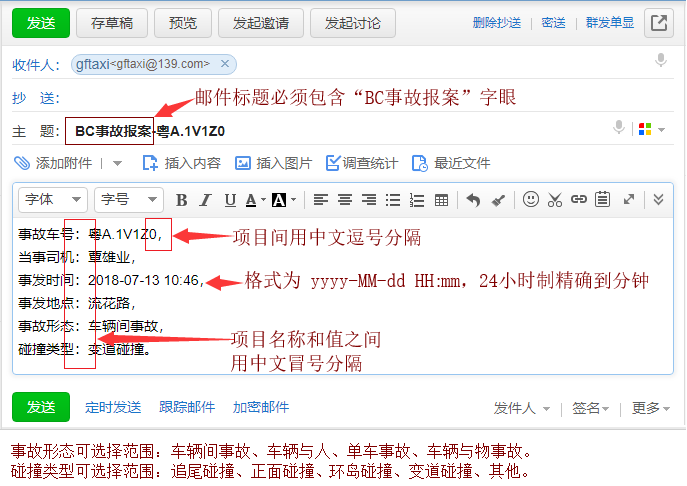 发送 存草稿 预览 发起邀请 发起讨论 删除抄送 密送 群发单显
收件人： gftaxi<gftaxi@139.com> ×
抄 送：
邮件标题必须包含“BC事故报案”字眼
主 题： BC事故报案-粤A.1V1Z0
添加附件 插入内容 插入图片 调查统计 最近文件
字体 字号 B I U A A
事故车号：粤A.1V1Z0，
项目间用中文逗号分隔
当事司机：覃雄业，
事发时间：2018-07-13 10:46，
格式为 yyyy-MM-dd HH:mm，24小时制精确到分钟
事发地点：流花路，
事故形态：车辆间事故，
项目名称和值之间
碰撞类型：变道碰撞。
用中文冒号分隔
发送 定时发送 跟踪邮件 加密邮件 发件人 签名 更多
事故形态可选择范围：车辆间事故、车辆与人、单车事故、车辆与物事故。
碰撞类型可选择范围：追尾碰撞、正面碰撞、环岛碰撞、变道碰撞、其他。